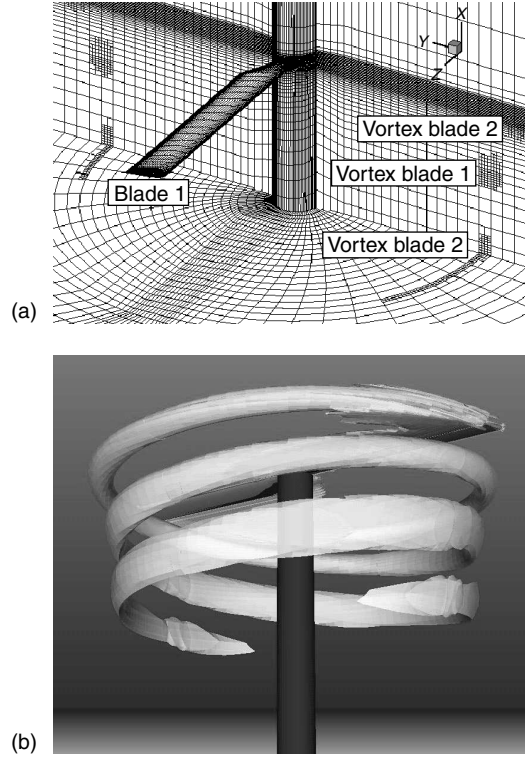 X
Y
Z
Vortex blade 2
Vortex blade 1
Blade 1
Vortex blade 2
(a)
(b)